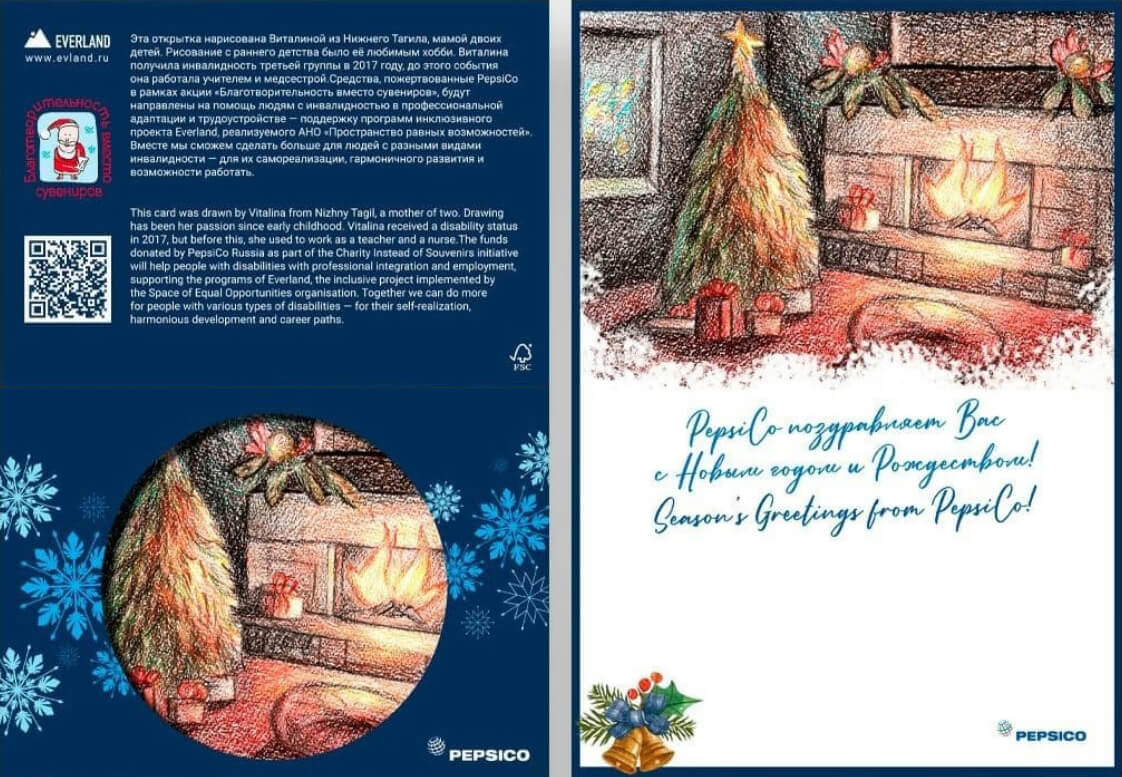 EVERLAND
www.evland.ru
Благотворительность вместо
сувениров
Эта открытка нарисована Виталиной из Нижнего Тагила, мамой двоих
детей. Рисование с раннего детства было её любимым хобби. Виталина
получила инвалидность третьей группы в 2017 году, до этого события
она работала учителем и медсестрой.Средства, пожертвованные PepsiCo
в рамках акции «Благотворительность вместо сувениров», будут
направлены на помощь людям с инвалидностью в профессиональной
адаптации и трудоустройстве — поддержку программ инклюзивного
проекта Everland, реализуемого АНО «Пространство равных возможностей».
Вместе мы сможем сделать больше для людей с разными видами
инвалидности — для их самореализации, гармоничного развития и
возможности работать.
This card was drawn by Vitalina from Nizhny Tagil, a mother of two. Drawing
has been her passion since early childhood. Vitalina received a disability status
in 2017, but before this, she used to work as a teacher and a nurse.The funds
donated by PepsiCo Russia as part of the Charity Instead of Souvenirs initiative
will help people with disabilities with professional integration and employment,
supporting the programs of Everland, the inclusive project implemented by
the Space of Equal Opportunities organisation. Together we can do more
for people with various types of disabilities — for their self-realization,
harmonious development and career paths.
FSC
PEPSICO
PepsiCo поздравляет Вас
с Новым годом и Рождеством!
Season's Greetings from PepsiCo!
PEPSICO